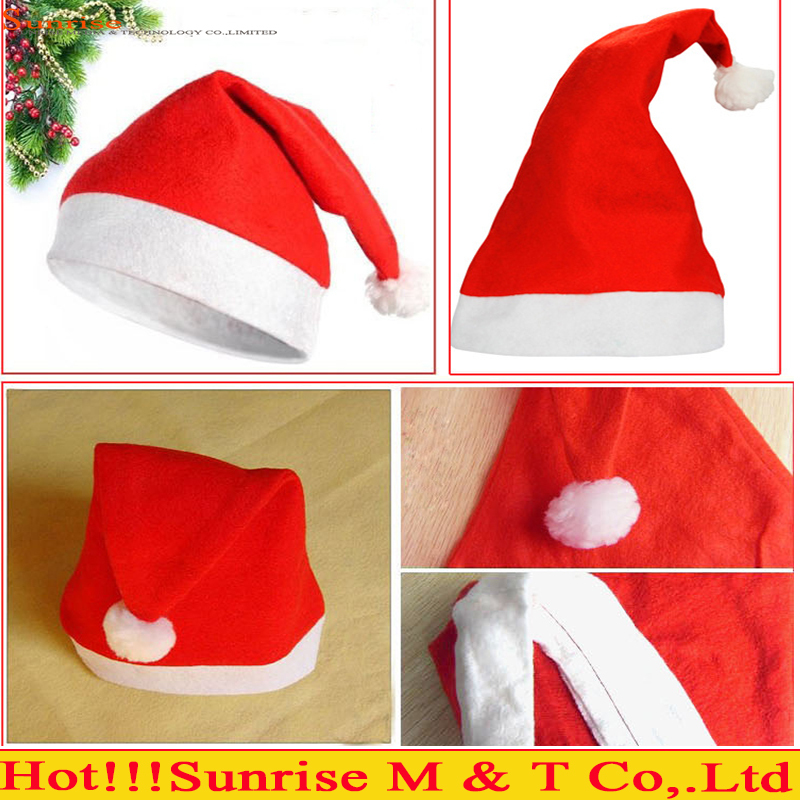 Sunrise
& TECHNOLOGY CO.,LIMITED
Hot!!!Sunrise M & T Co,.Ltd